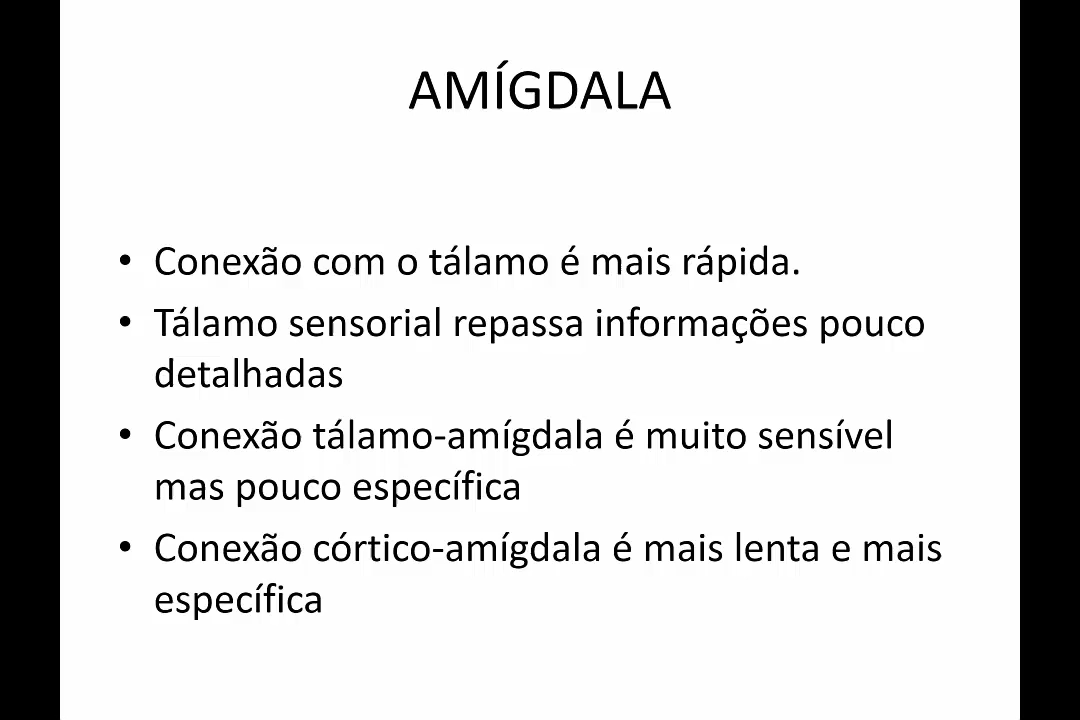 AMÍGDALA
• Conexão com o tálamo é mais rápida.
• Tálamo sensorial repassa informações pouco
detalhadas
• Conexão tálamo-amígdala é muito sensível
mas pouco específica
• Conexão córtico-amígdala é mais lenta e mais
específica